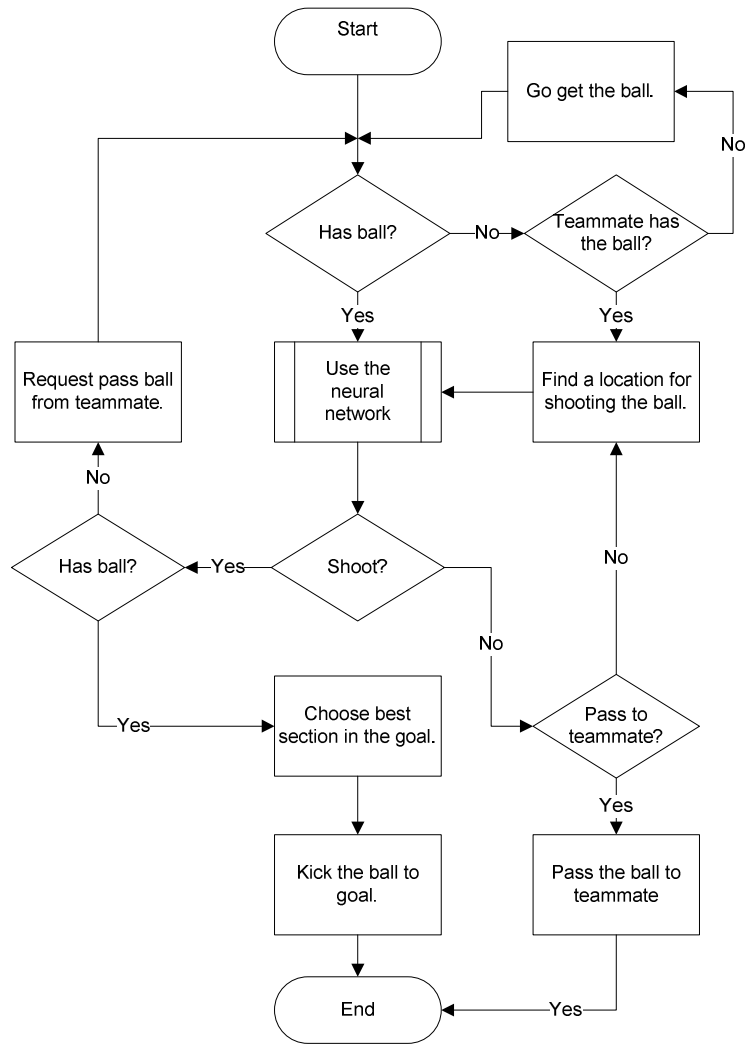 Start
Go get the ball.
No
Has ball?
No
Teammate has
the ball?
Yes
Yes
Request pass ball
from teammate.
Use the
neural
network
Find a location for
shooting the ball.
No
Has ball?
Yes
Shoot?
No
No
Yes
Choose best
section in the goal.
Pass to
teammate?
Yes
Kick the ball to
goal.
Pass the ball to
teammate
End
Yes